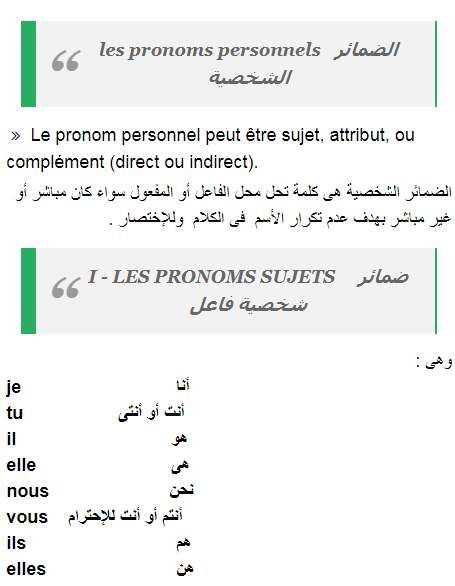 les pronoms personnels الضمائر
الشخصية
» Le pronom personnel peut être sujet, attribut, ou
complément (direct ou indirect).
الضمائر الشخصية هى كلمة تحل محل الفاعل أو المفعول سواء كان مباشر أو
غير مباشر بهدف عدم تكرار الأسم فى الكلام وللإختصار .
I - LES PRONOMS SUJETS ضمائر
شخصية فاعل
وهى :
je أنا
tu أنت أو أنتى
il هو
elle هى
nous نحن
vous أنتم أو أنت للإحترام
ils هم
elles هن